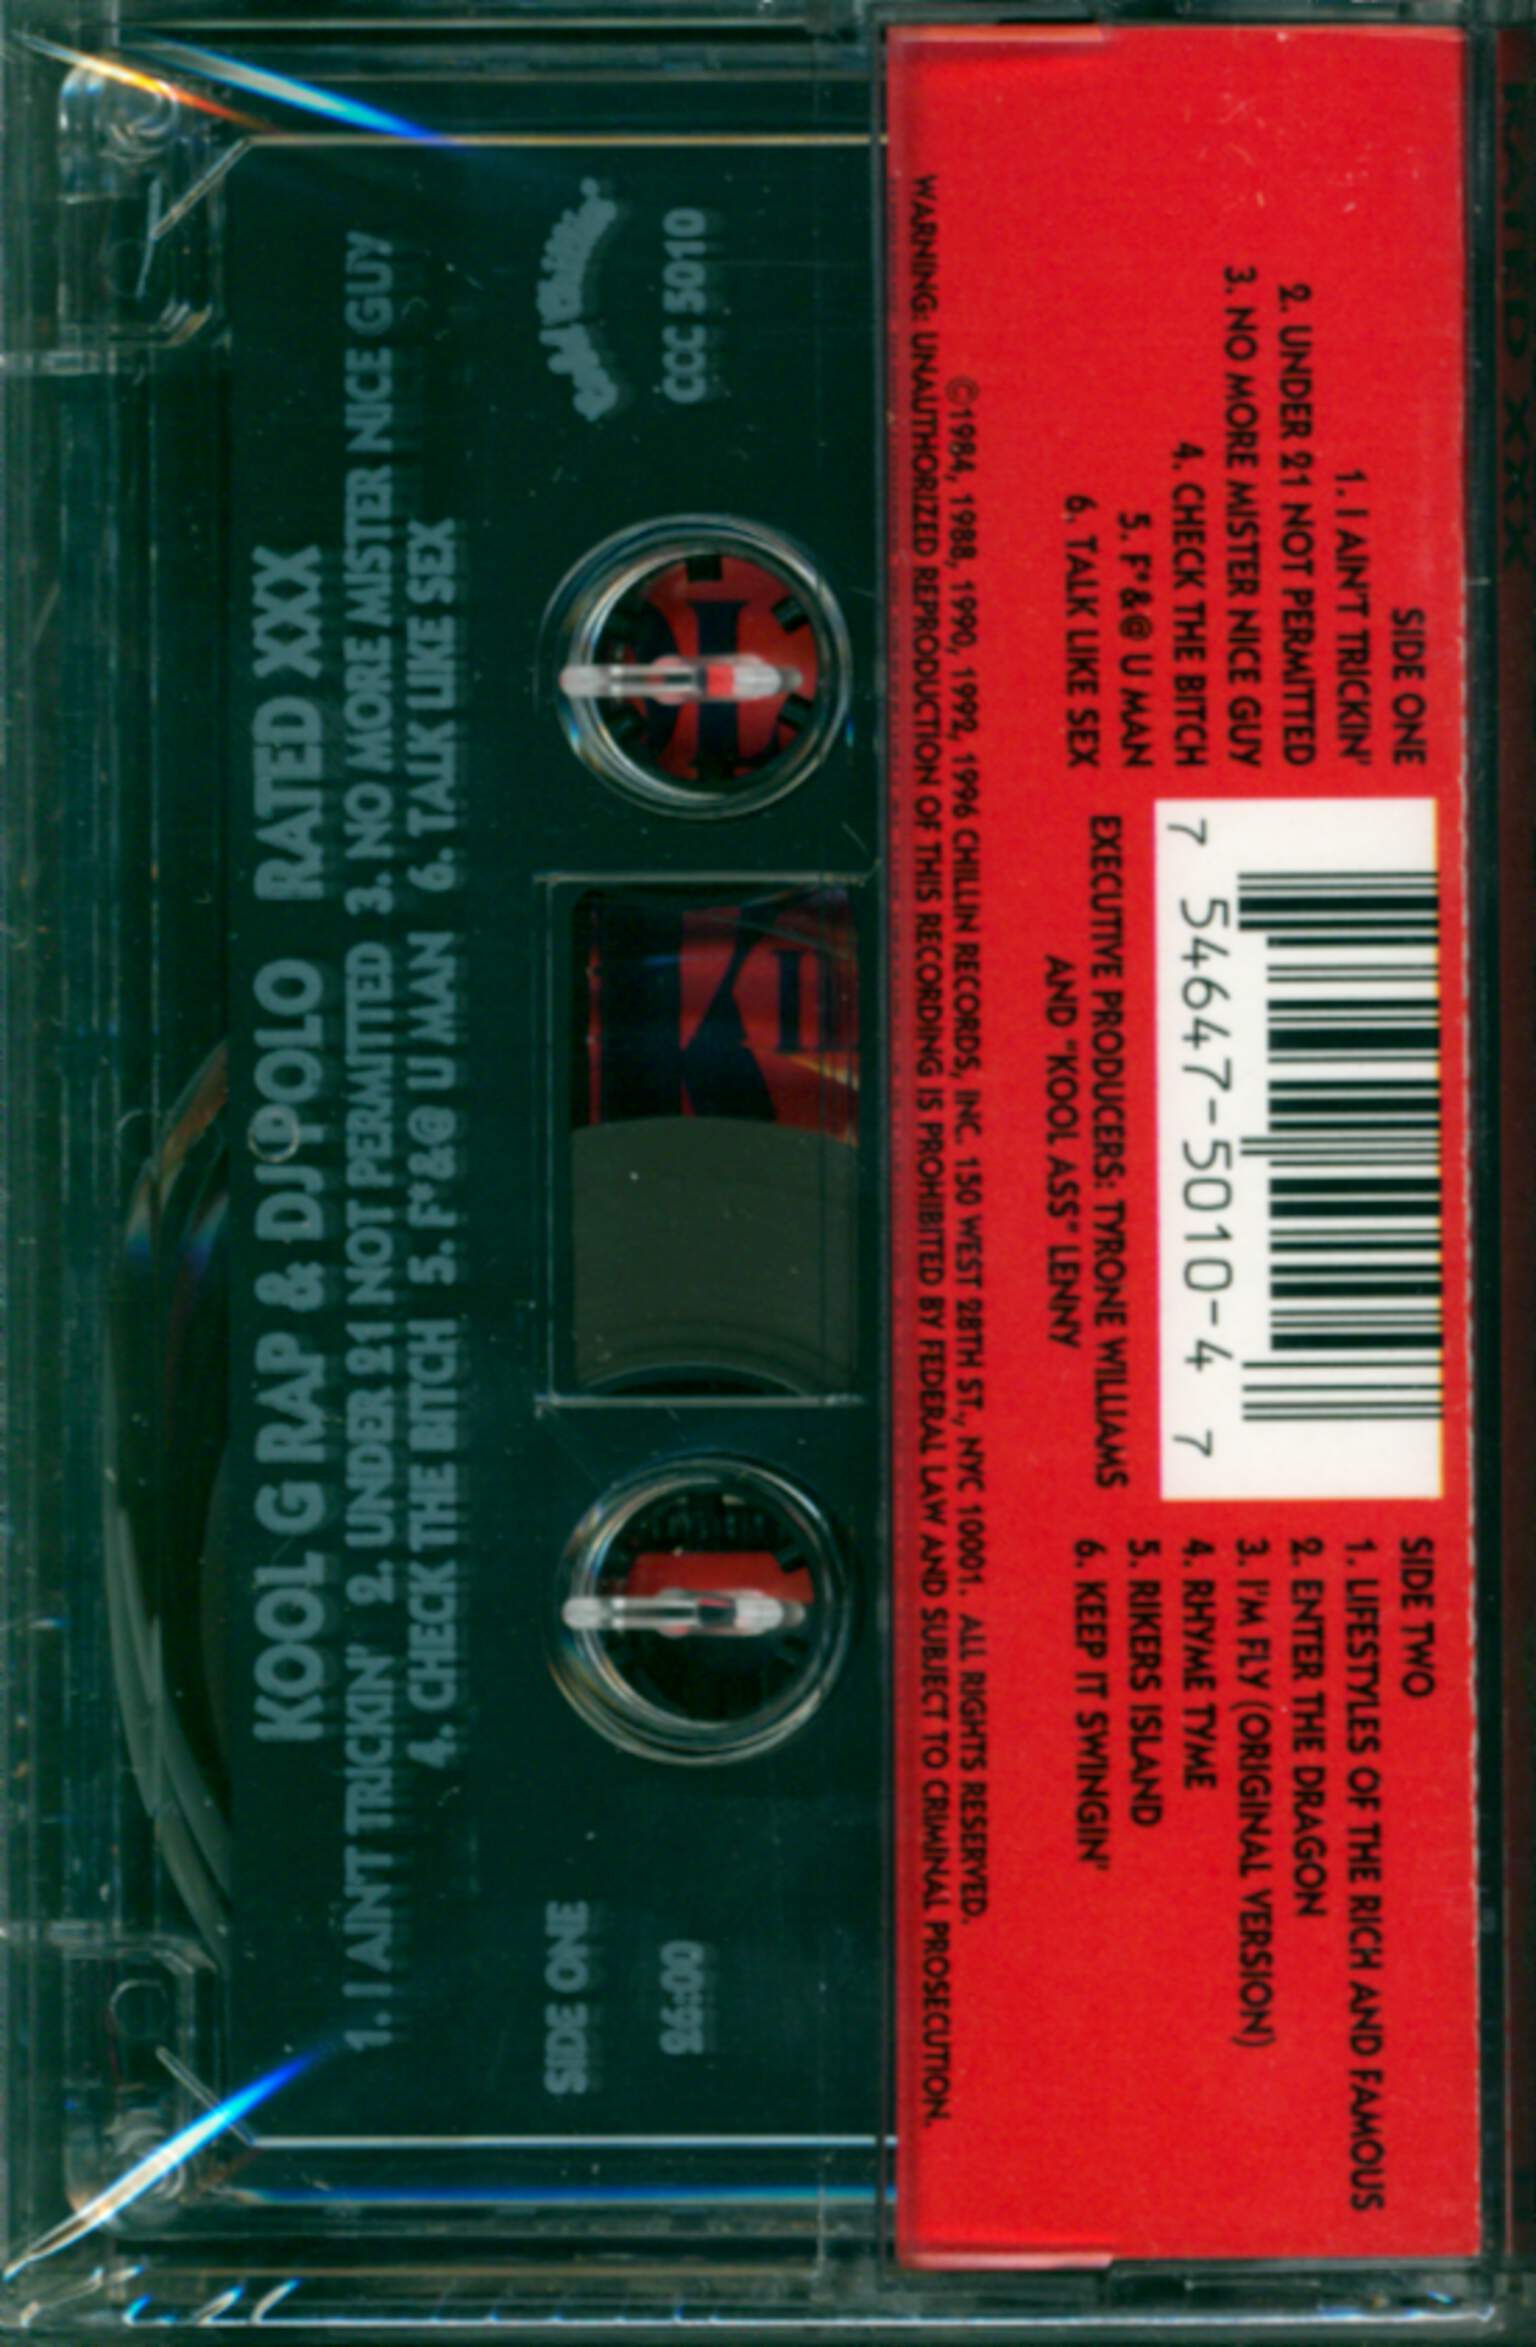 SIDE ONE
1. I AIN'T TRICKIN'
2. UNDER 21 NOT PERMITTED
3. NO MORE MISTER NICE GUY
4. CHECK THE BITCH
5. F*&@ U MAN
6. TALK LIKE SEX
7 54647-5010-4 7
EXECUTIVE PRODUCERS: TYRONE WILLIAMS
AND "KOOL ASS" LENNY
SIDE TWO
1. LIFESTYLES OF THE RICH AND FAMOUS
2. ENTER THE DRAGON
3. I'M FLY (ORIGINAL VERSION)
4. RHYME TYME
5. RIKERS ISLAND
6. KEEP IT SWINGIN'
©1984, 1988, 1990, 1992, 1996 CHILLIN RECORDS, INC. 150 WEST 28TH ST., NYC 10001. ALL RIGHTS RESERVED.
WARNING: UNAUTHORIZED REPRODUCTION OF THIS RECORDING IS PROHIBITED BY FEDERAL LAW AND SUBJECT TO CRIMINAL PROSECUTION.
KOOL G RAP & DJ POLO RATED XXX
1. I AIN'T TRICKIN' 2. UNDER 21 NOT PERMITTED 3. NO MORE MISTER NICE GUY
4. CHECK THE BITCH 5. F*&@ U MAN 6. TALK LIKE SEX
SIDE ONE
26:00
CCC 5010